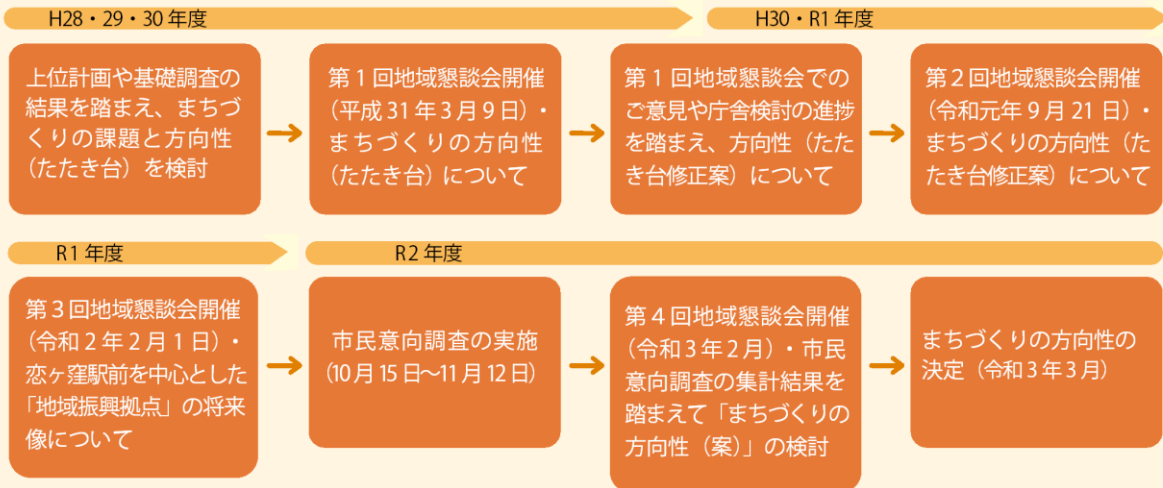 H28・29・30 年度
H30・R1 年度
上位計画や基礎調査の
結果を踏まえ、まちづ
くりの課題と方向性
（たたき台）を検討
第１回地域懇談会開催
（平成 31 年 3 月 9 日）・
まちづくりの方向性
（たたき台）について
第１回地域懇談会での
ご意見や庁舎検討の進捗
を踏まえ、方向性（たた
き台修正案）について
第２回地域懇談会開催
（令和元年 9 月 21 日）・
まちづくりの方向性（た
たき台修正案）について
R1 年度
R2 年度
第３回地域懇談会開催
（令和 2 年 2 月 1 日）・
恋ヶ窪駅前を中心とした
「地域振興拠点」の将来
像について
市民意向調査の実施
（10 月 15 日～11 月 12 日）
第４回地域懇談会開催
（令和 3 年 2 月）・市民
意向調査の集計結果を
踏まえて「まちづくりの
方向性（案）」の検討
まちづくりの方向性の
決定（令和 3 年 3 月）